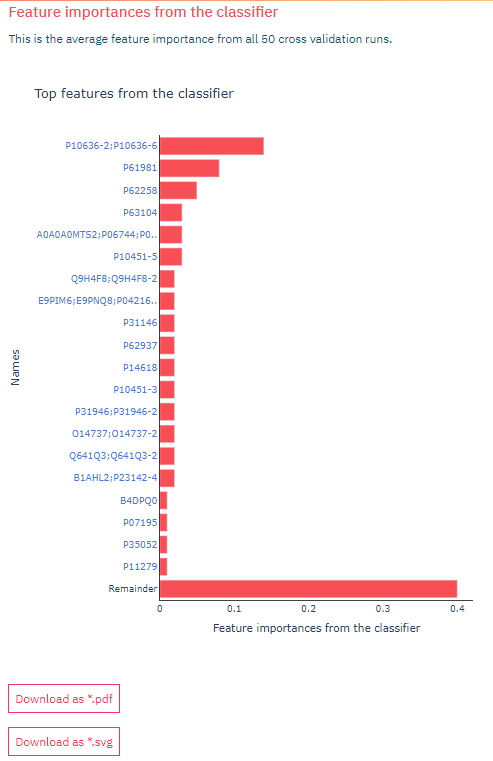 Feature importances from the classifier
This is the average feature importance from all 50 cross validation runs.
Top features from the classifier
P10636-2;P10636-6
P61981
P62258
P63104
A0A0A0MTS2;P06744;P0..
P10451-5
Q9H4F8;Q9H4F8-2
E9PIM6;E9PNQ8;P04216..
P31146
P62937
P14618
P10451-3
P31946;P31946-2
O14737;O14737-2
Q641Q3;Q641Q3-2
B1AHL2;P23142-4
B4DPQ0
P07195
P35052
P11279
Remainder
Names
0 0.1 0.2 0.3 0.4
Feature importances from the classifier
Download as *.pdf
Download as *.svg